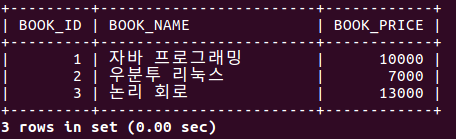 +---------+------------------------+------------+
| BOOK_ID | BOOK_NAME | BOOK_PRICE |
+---------+------------------------+------------+
| 1 | 자바 프로그래밍 | 10000 |
| 2 | 우분투 리눅스 | 7000 |
| 3 | 논리 회로 | 13000 |
+---------+------------------------+------------+
3 rows in set (0.00 sec)